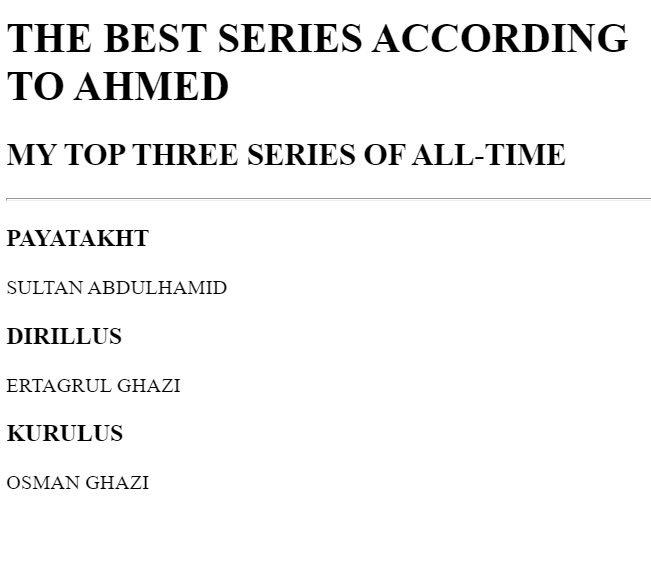 THE BEST SERIES ACCORDING
TO AHMED
MY TOP THREE SERIES OF ALL-TIME
PAYATAKHT
SULTAN ABDULHAMID
DIRILLUS
ERTAGRUL GHAZI
KURULUS
OSMAN GHAZI